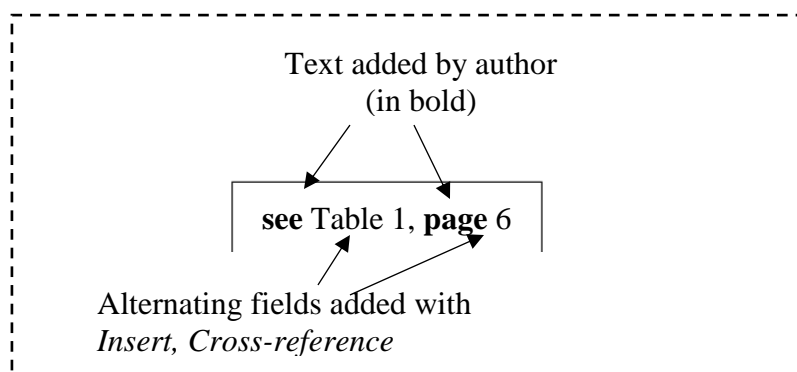 Text added by author
(in bold)
see Table 1, page 6
Alternating fields added with
Insert, Cross-reference